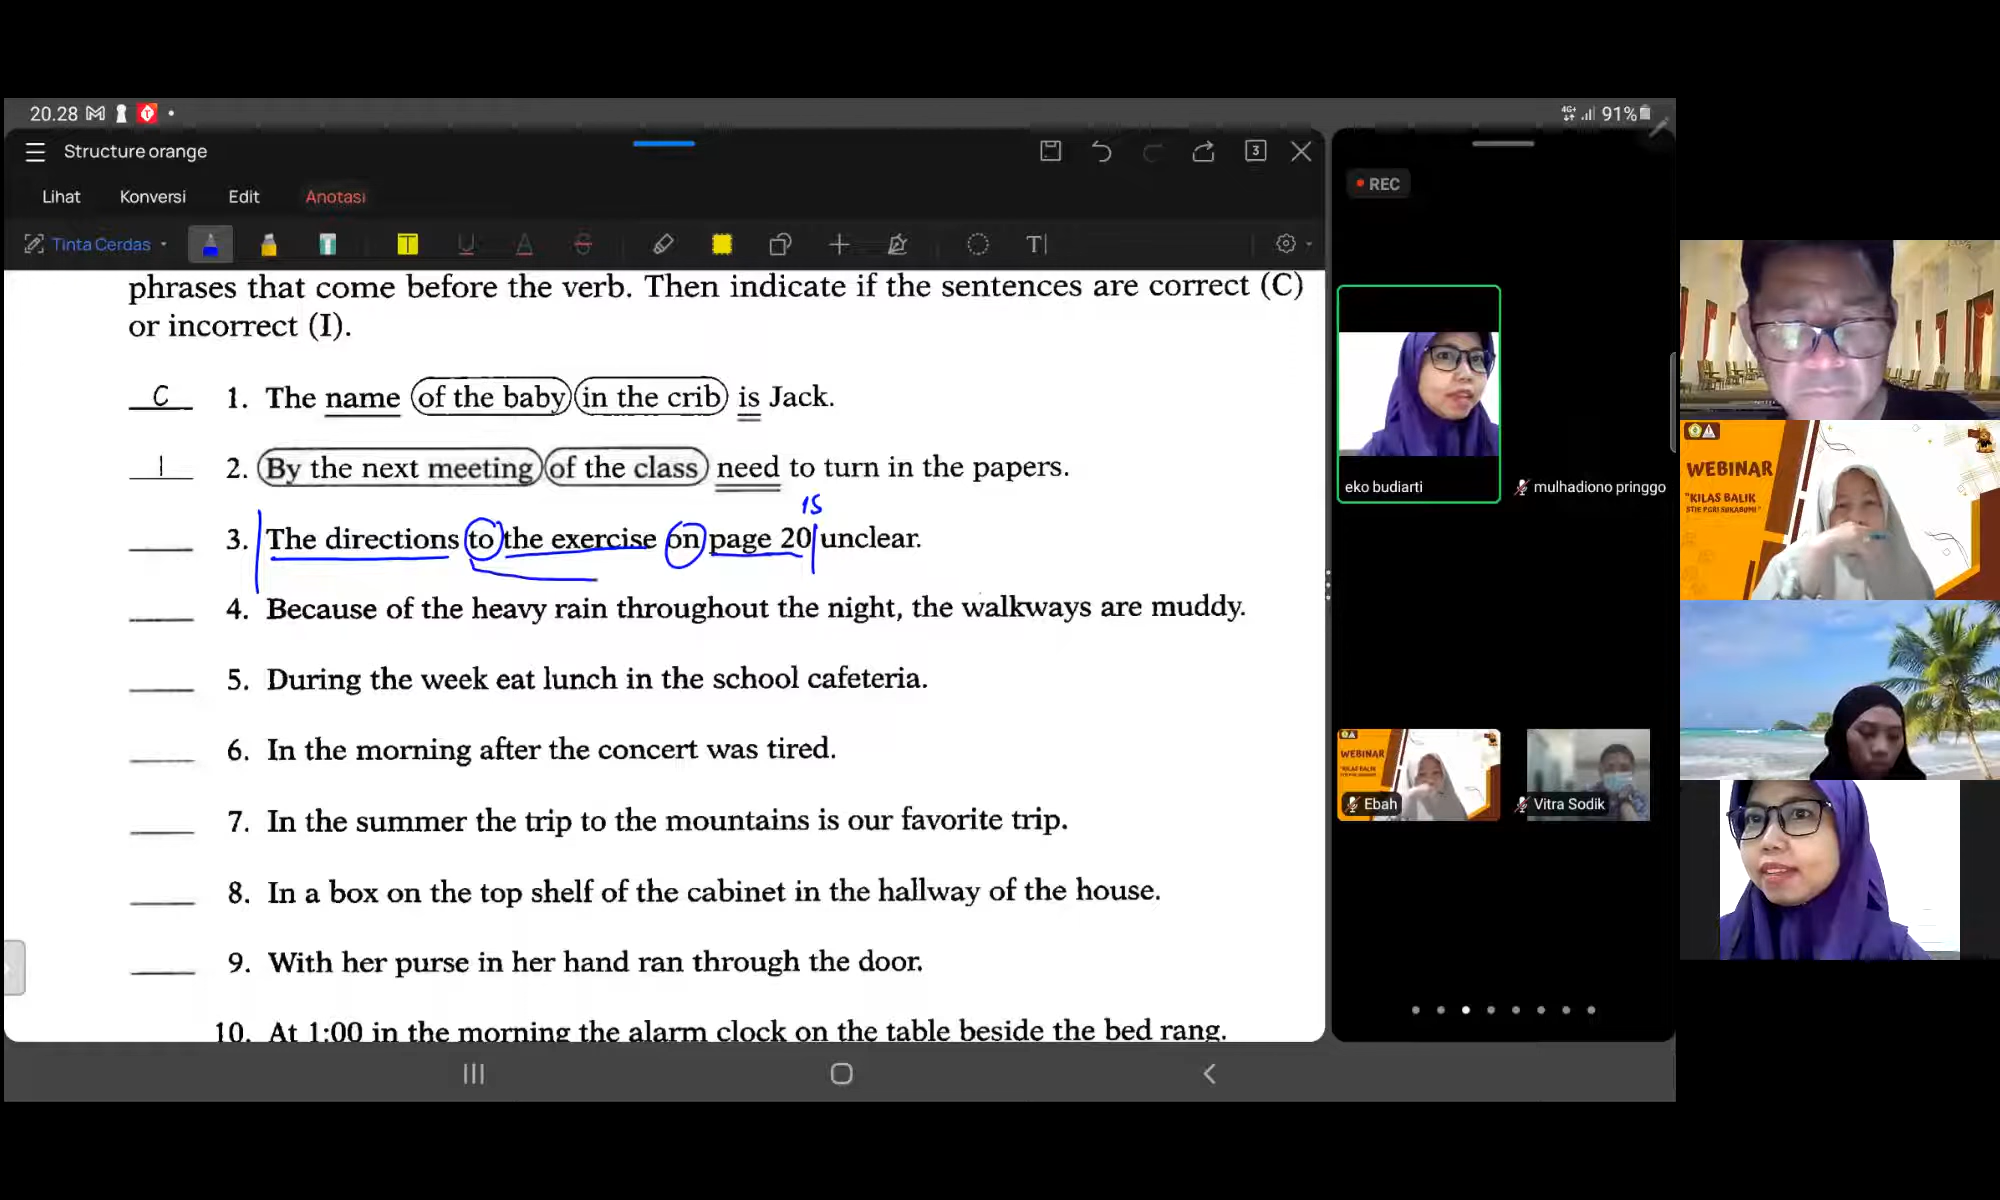 20.28
4G+ 91%
Structure orange
3
REC
Lihat Konversi Edit Anotasi
Tinta Cerdas
phrases that come before the verb. Then indicate if the sentences are correct (C)
or incorrect (I).
C 1. The name of the baby in the crib is Jack.
I 2. By the next meeting of the class need to turn in the papers.
is
3. The directions to the exercise on page 20 unclear.
4. Because of the heavy rain throughout the night, the walkways are muddy.
5. During the week eat lunch in the school cafeteria.
6. In the morning after the concert was tired.
7. In the summer the trip to the mountains is our favorite trip.
8. In a box on the top shelf of the cabinet in the hallway of the house.
9. With her purse in her hand ran through the door.
10. At 1:00 in the morning the alarm clock on the table beside the bed rang.
eko budiarti
mulhadiono pringgo
WEBINAR
"KILAS BALIK
Ebah
Vitra Sodik
WEBINAR
"KILAS BALIK
STIE PGRI SUKABUMI"